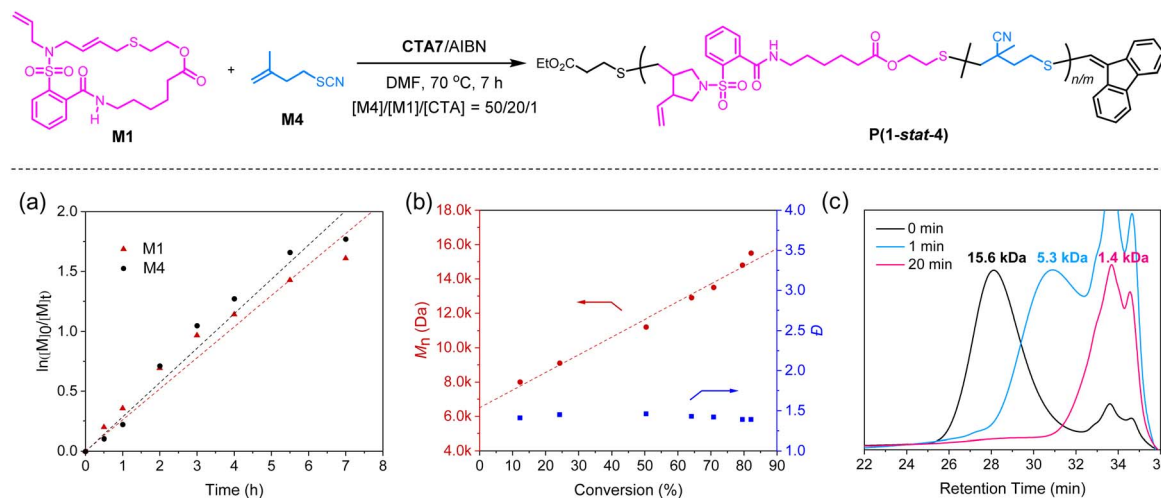 N
S
O
O
S
O
O
O
N
H
M1
+
SCN
M4
CTA7/AIBN
DMF, 70 °C, 7 h
[M4]/[M1]/[CTA] = 50/20/1
EtO₂C
S
N
S
O
O
O
H
N
O
O
S
CN
S
n/m
P(1-stat-4)
(a)
ln([M]0/[M]t)
2.0
1.5
1.0
0.5
0.0
M1
M4
0 1 2 3 4 5 6 7 8
Time (h)
(b)
Mn (Da)
18.0k
16.0k
14.0k
12.0k
10.0k
8.0k
6.0k
4.0k
4.0
3.5
3.0
2.5
2.0
1.5
1.0
Đ
0 10 20 30 40 50 60 70 80 90
Conversion (%)
(c)
0 min
1 min
20 min
15.6 kDa 5.3 kDa 1.4 kDa
22 24 26 28 30 32 34 36
Retention Time (min)